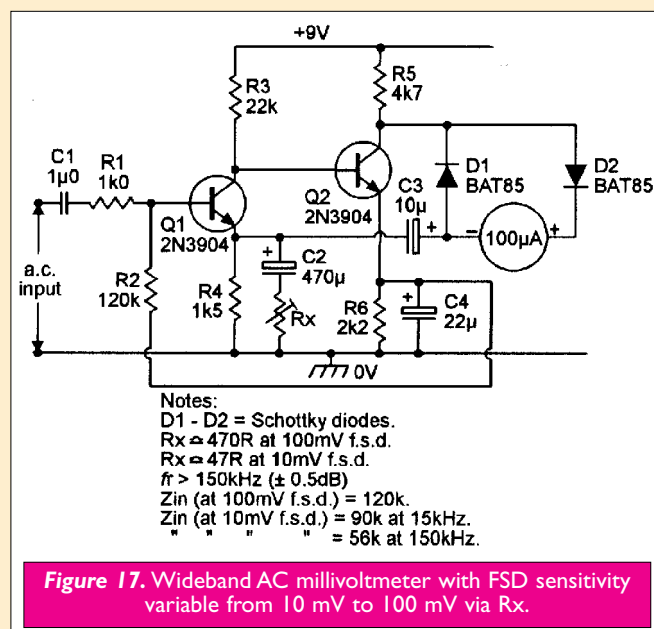 +9V
R3
22k
R5
4k7
C1
1µ0
R1
1k0
D1
BAT85
D2
BAT85
Q2
2N3904
C3
10µ
Q1
2N3904
100µA
a.c.
input
C2
470µ
R2
120k
R4
1k5
Rx
R6
2k2
C4
22µ
0V
Notes:
D1 - D2 = Schottky diodes.
Rx ≏ 470R at 100mV f.s.d.
Rx ≏ 47R at 10mV f.s.d.
fr > 150kHz (± 0.5dB)
Zin (at 100mV f.s.d.) = 120k.
Zin (at 10mV f.s.d.) = 90k at 15kHz.
" " " " = 56k at 150kHz.
Figure 17. Wideband AC millivoltmeter with FSD sensitivity
variable from 10 mV to 100 mV via Rx.